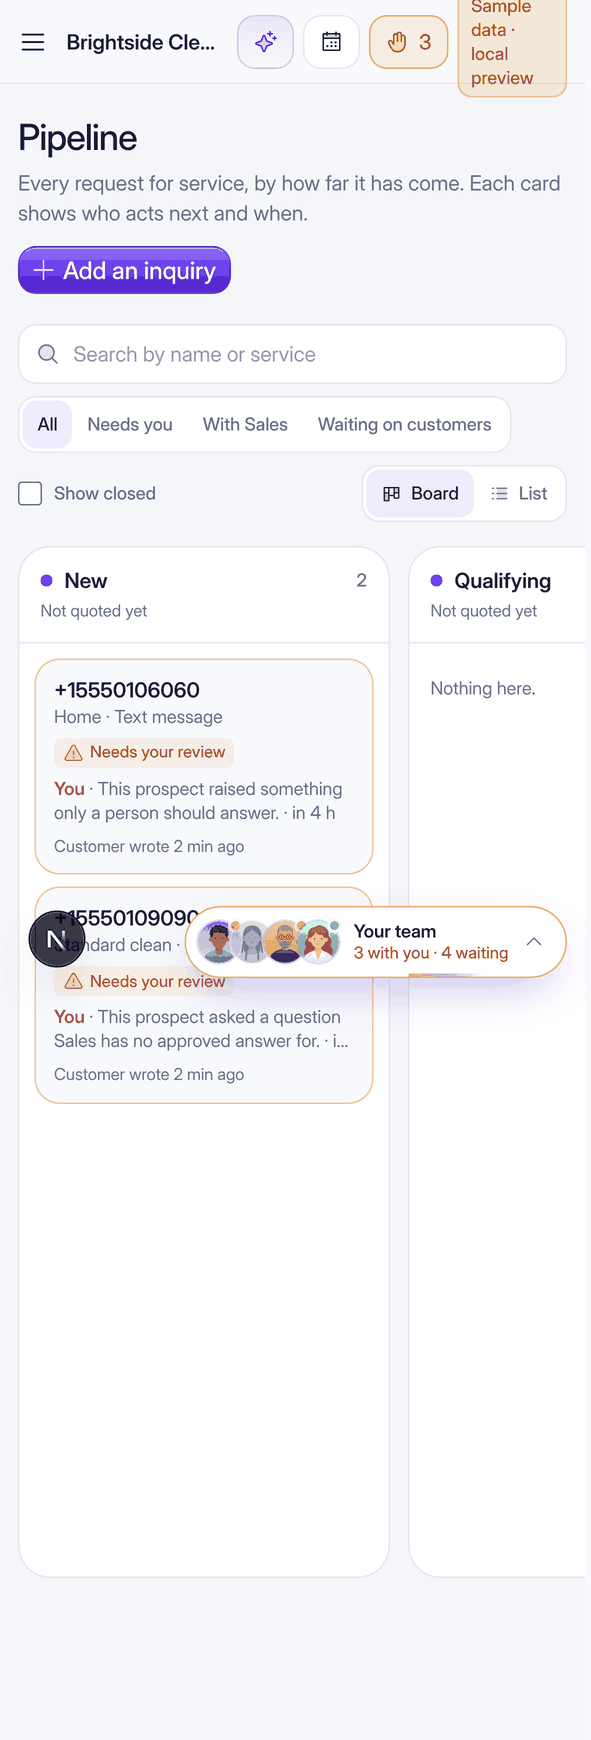 Brightside Cle...
3
Sample
data ·
local
preview
Pipeline
Every request for service, by how far it has come. Each card
shows who acts next and when.
Add an inquiry
Search by name or service
All
Needs you
With Sales
Waiting on customers
Show closed
Board
List
New
2
Not quoted yet
+15550106060
Home · Text message
Needs your review
You · This prospect raised something
only a person should answer. · in 4 h
Customer wrote 2 min ago
+15550109090
Standard clean ·
Needs your review
You · This prospect asked a question
Sales has no approved answer for. · i...
Customer wrote 2 min ago
Qualifying
Not quoted yet
Nothing here.
N
Your team
3 with you · 4 waiting